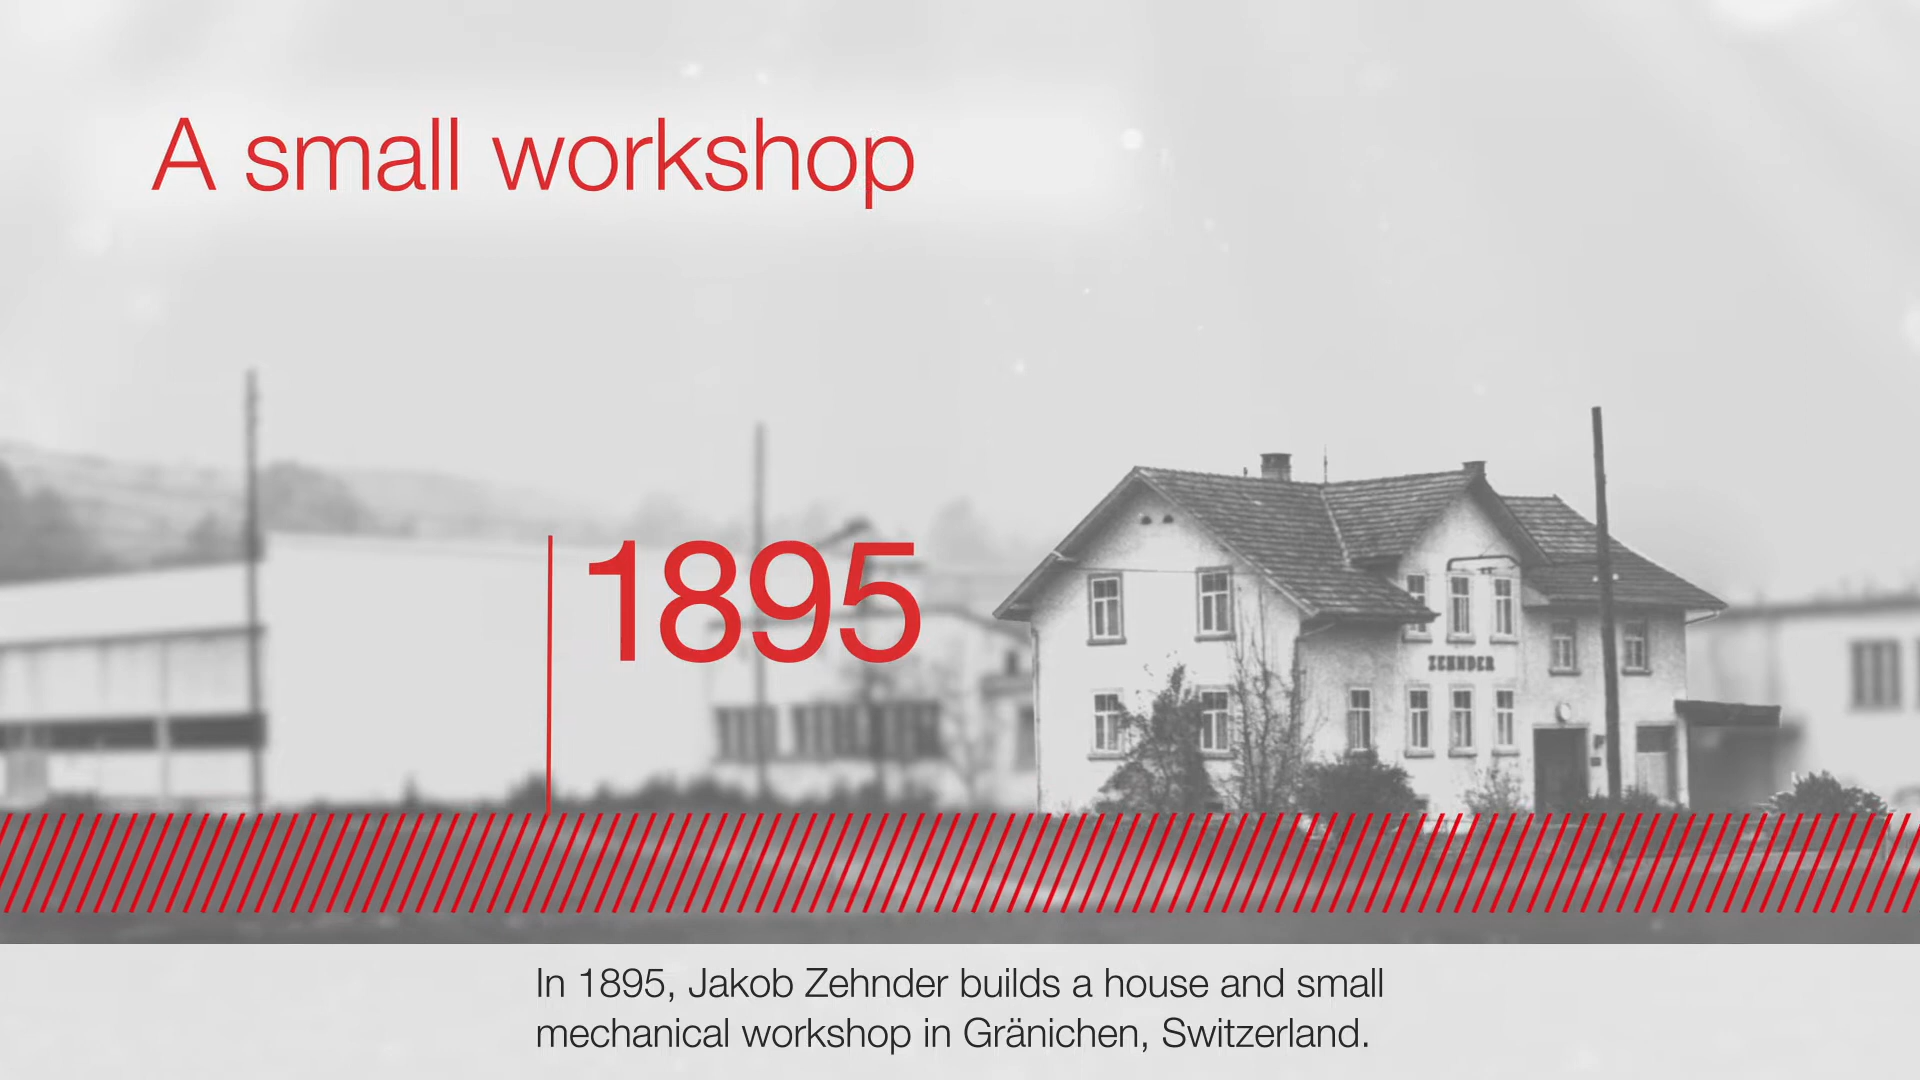 A small workshop
1895
ZEHNDER
In 1895, Jakob Zehnder builds a house and small
mechanical workshop in Gränichen, Switzerland.